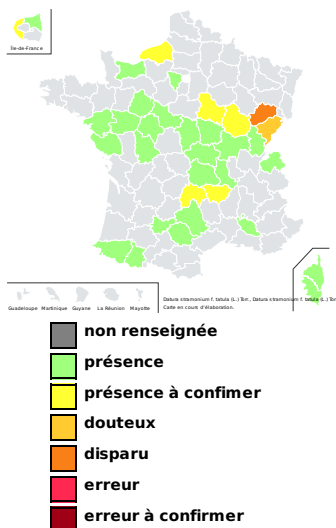 Île-de-France
Guadeloupe Martinique Guyane La Réunion Mayotte
Datura stramonium f. tatula (L.) Torr., Datura stramonium f. tatula (L.) Torr.
Carte en cours d'élaboration.
non renseignée
présence
présence à confimer
douteux
disparu
erreur
erreur à confirmer